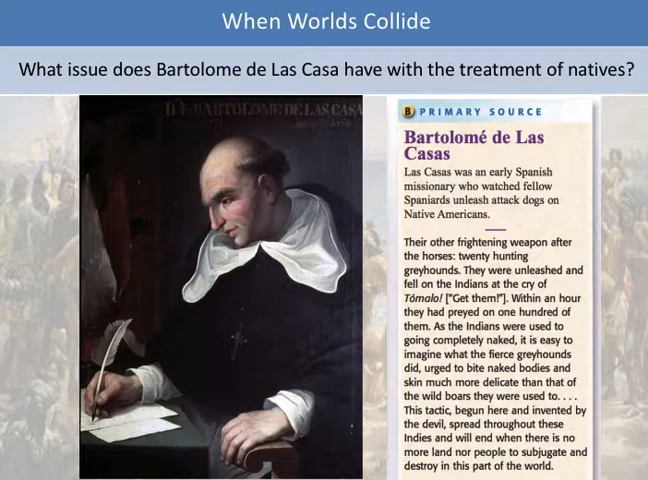 When Worlds Collide
What issue does Bartolome de Las Casa have with the treatment of natives?
BARTOLOME DE LAS CASA
B PRIMARY SOURCE
Bartolomé de Las
Casas
Las Casas was an early Spanish
missionary who watched fellow
Spaniards unleash attack dogs on
Native Americans.
Their other frightening weapon after
the horses: twenty hunting
greyhounds. They were unleashed and
fell on the Indians at the cry of
Tómalo! ["Get them!"]. Within an hour
they had preyed on one hundred of
them. As the Indians were used to
going completely naked, it is easy to
imagine what the fierce greyhounds
did, urged to bite naked bodies and
skin much more delicate than that of
the wild boars they were used to. . . .
This tactic, begun here and invented by
the devil, spread throughout these
Indies and will end when there is no
more land nor people to subjugate and
destroy in this part of the world.